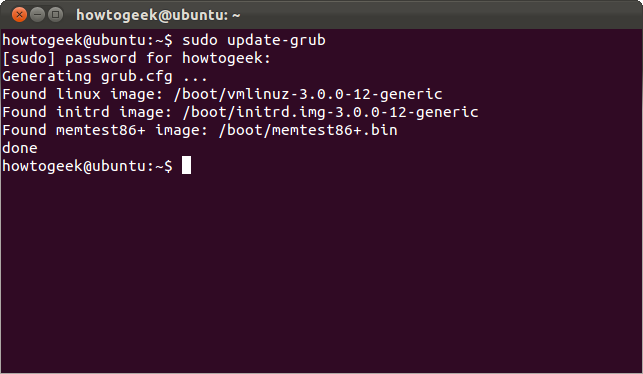 howtogeek@ubuntu: ~
howtogeek@ubuntu:~$ sudo update-grub
[sudo] password for howtogeek:
Generating grub.cfg ...
Found linux image: /boot/vmlinuz-3.0.0-12-generic
Found initrd image: /boot/initrd.img-3.0.0-12-generic
Found memtest86+ image: /boot/memtest86+.bin
done
howtogeek@ubuntu:~$